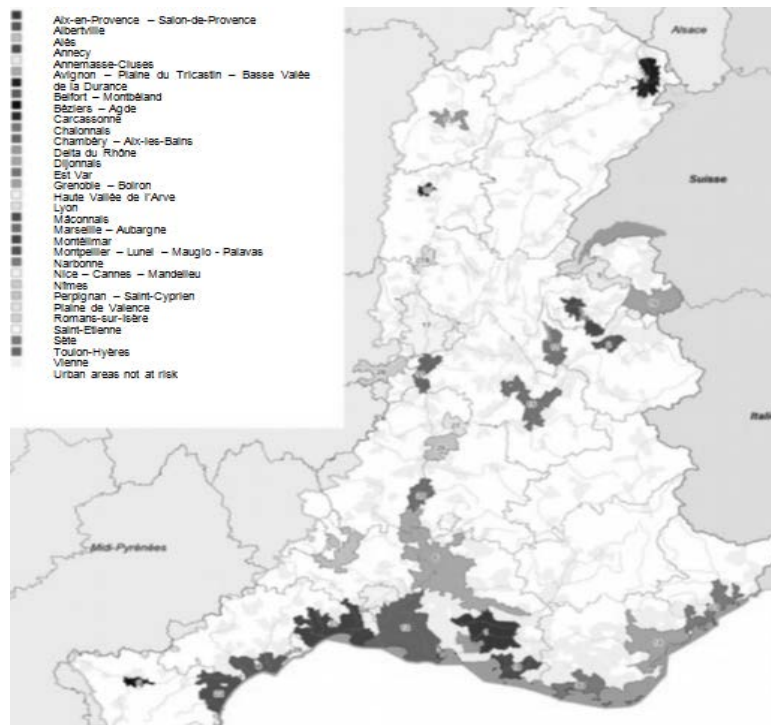 Aix-en-Provence – Salon-de-Provence
Albertville
Alès
Annecy
Annemasse-Cluses
Avignon – Plaine du Tricastin – Basse Valée
de la Durance
Belfort – Montbéland
Béziers – Agde
Carcassonne
Chalonnais
Chambéry – Aix-les-Bains
Delta du Rhône
Dijonnais
Est Var
Grenoble – Boiron
Haute Vallée de l'Arve
Lyon
Mâconnais
Marseille – Aubargne
Montélimar
Montpellier – Lunel – Mauglo - Palavas
Narbonne
Nice – Cannes – Mandelieu
Nîmes
Perpignan – Saint-Cyprien
Plaine de Valence
Romans-sur-Isère
Saint-Etienne
Sète
Toulon-Hyères
Vienne
Urban areas not at risk
Alsace
Suisse
Midi-Pyrénées